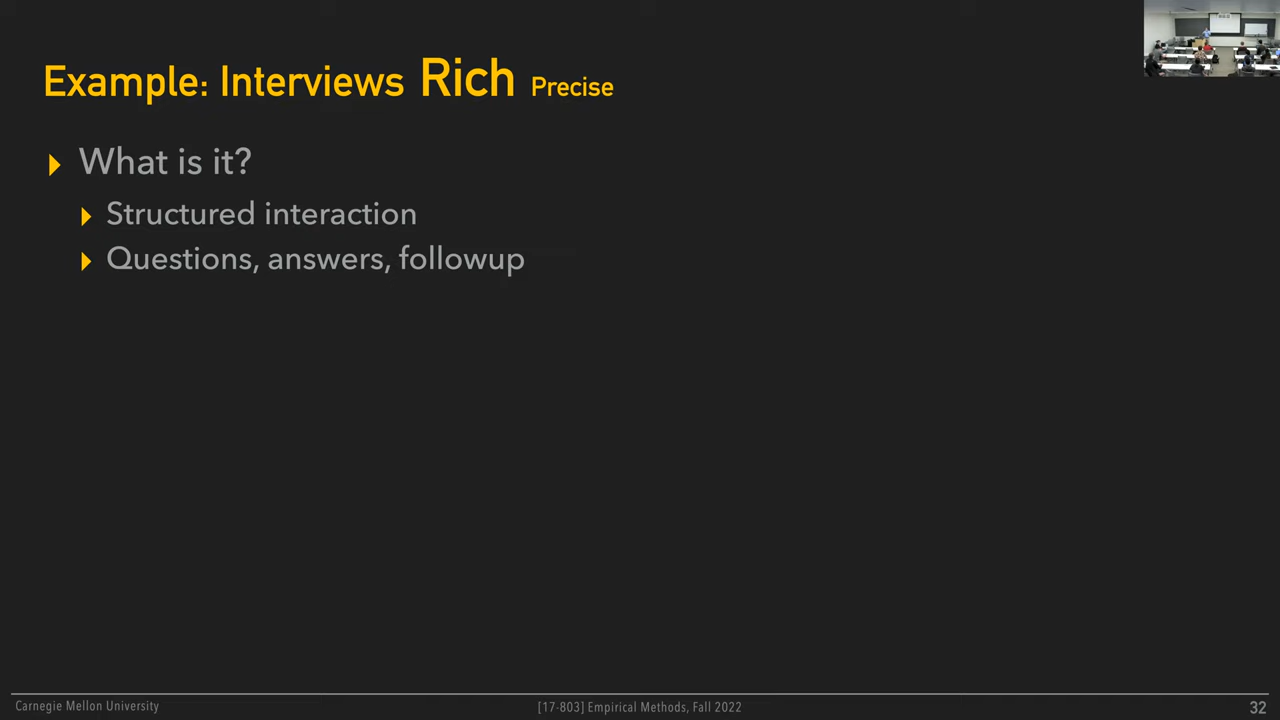 Example: Interviews Rich Precise
What is it?
Structured interaction
Questions, answers, followup
Carnegie Mellon University
[17-803] Empirical Methods, Fall 2022
32